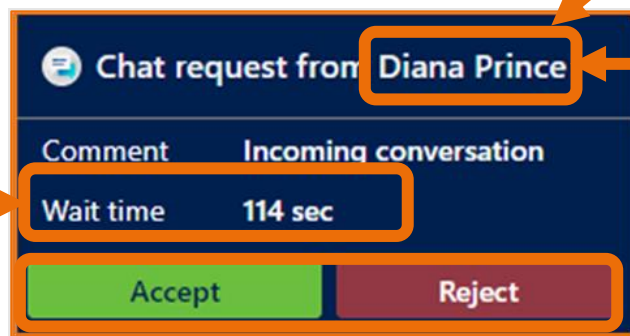 Chat request from Diana Prince
Comment Incoming conversation
Wait time 114 sec
Accept Reject